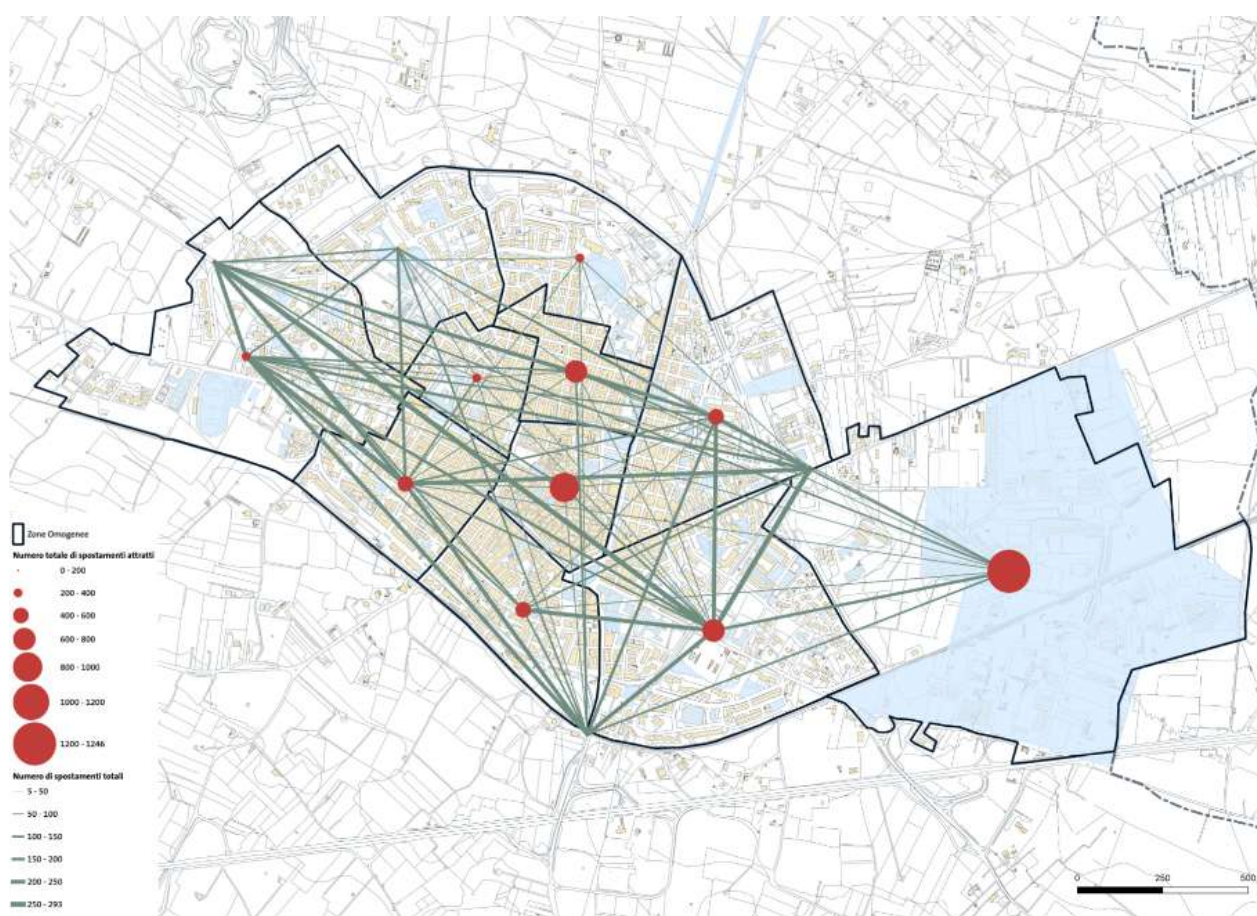 Zone Omogenee
Numero totale di spostamenti attratti
0 - 200
200 - 400
400 - 600
600 - 800
800 - 1000
1000 - 1200
1200 - 1246
Numero di spostamenti totali
5 - 50
50 - 100
100 - 150
150 - 200
200 - 250
250 - 293
0 250 500